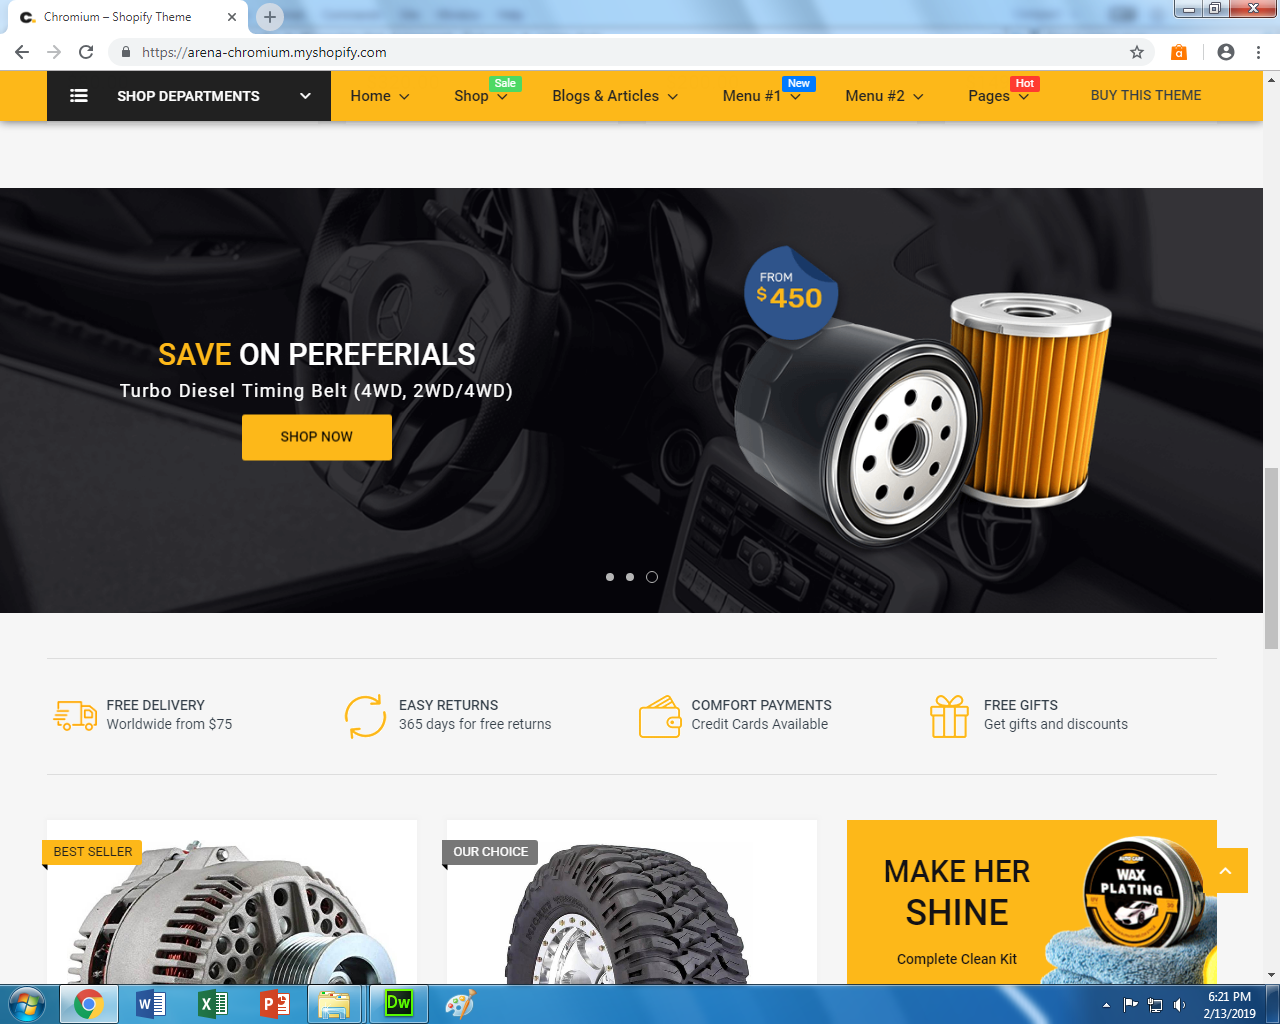 Chromium – Shopify Theme
https://arena-chromium.myshopify.com
SHOP DEPARTMENTS
Home
Shop
Sale
Blogs & Articles
Menu #1
New
Menu #2
Pages
Hot
BUY THIS THEME
FROM
$450
SAVE ON PEREFERIALS
Turbo Diesel Timing Belt (4WD, 2WD/4WD)
SHOP NOW
FREE DELIVERY
Worldwide from $75
EASY RETURNS
365 days for free returns
COMFORT PAYMENTS
Credit Cards Available
FREE GIFTS
Get gifts and discounts
BEST SELLER
OUR CHOICE
MAKE HER
SHINE
Complete Clean Kit
AUTO CARE
WAX
PLATING
Dw
6:21 PM
2/13/2019